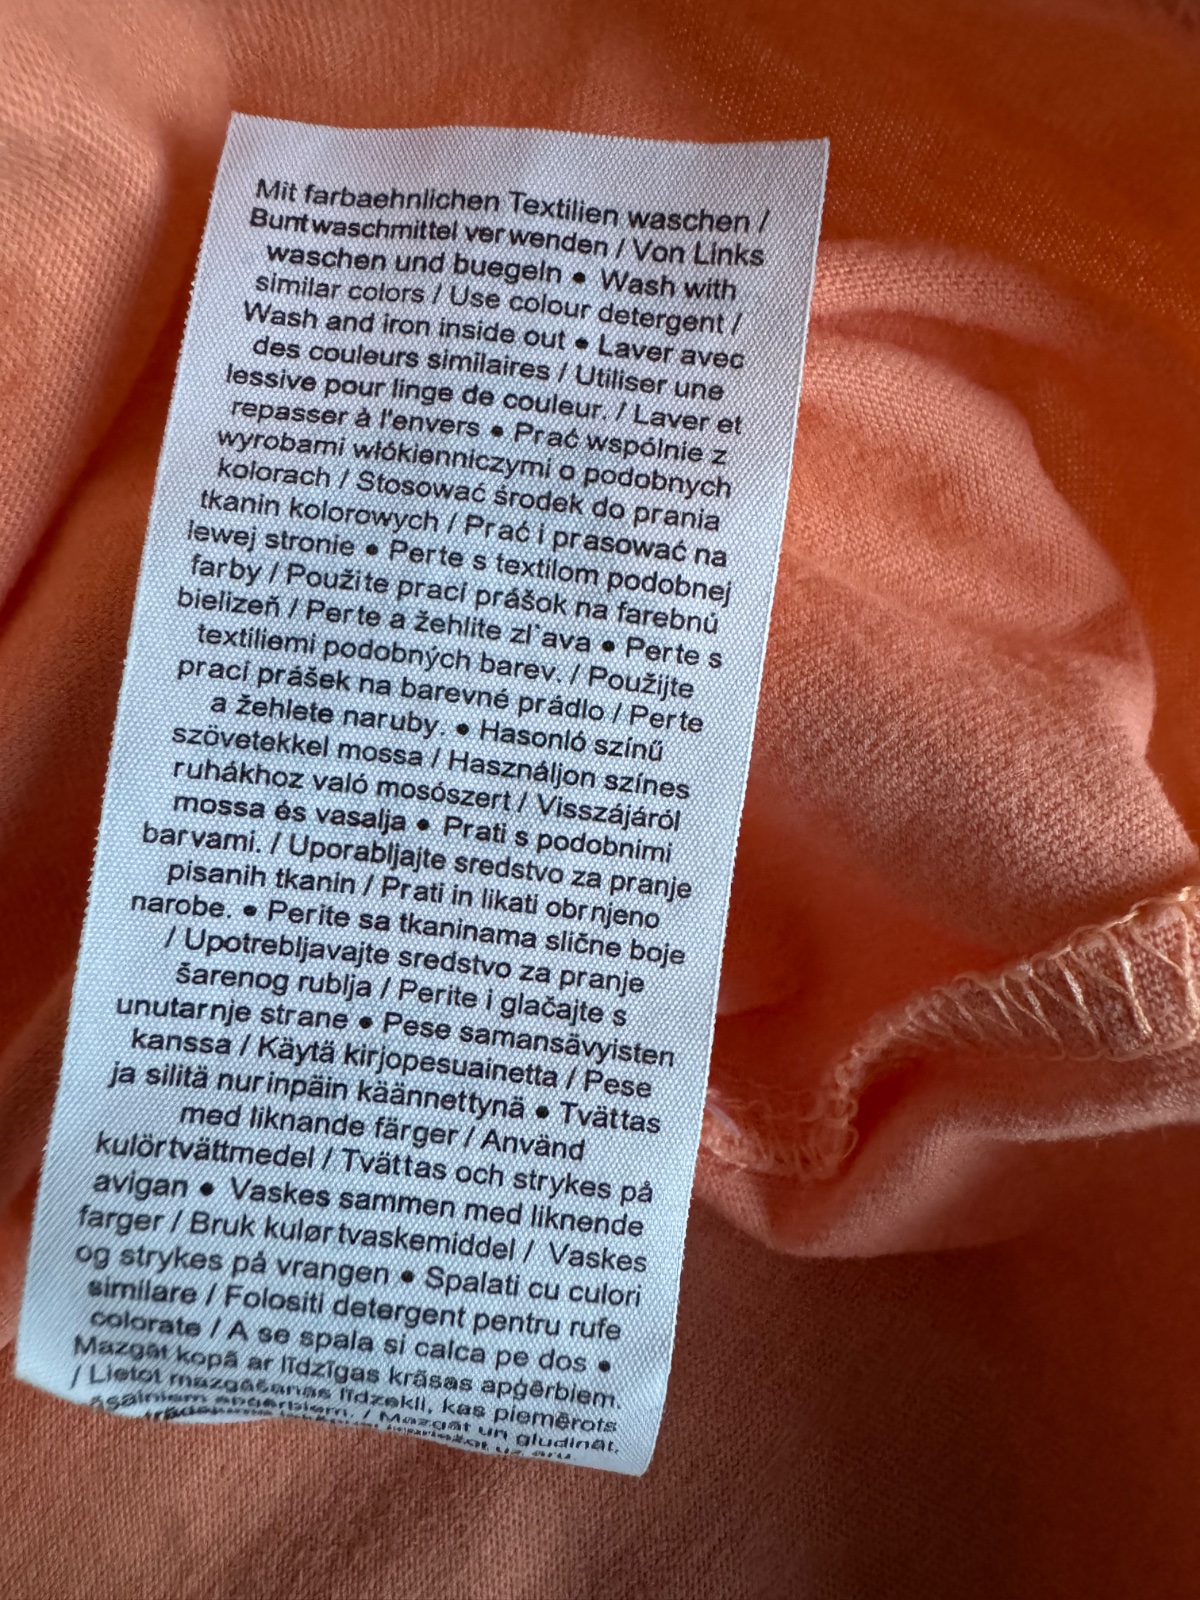 Mit farbaehnlichen Textilien waschen /
Buntwaschmittel verwenden / Von Links
waschen und buegeln • Wash with
similar colors / Use colour detergent /
Wash and iron inside out • Laver avec
des couleurs similaires / Utiliser une
lessive pour linge de couleur. / Laver et
repasser à l'envers • Prać wspólnie z
wyrobami włókienniczymi o podobnych
kolorach / Stosować środek do prania
tkanin kolorowych / Prać i prasować na
lewej stronie • Perte s textilom podobnej
farby / Použite prací prášok na farebnú
bielizeň / Perte a žehlite zl`ava • Perte s
textiliemi podobných barev. / Použijte
prací prášek na barevné prádlo / Perte
a žehlete naruby. • Hasonló színű
szövetekkel mossa / Használjon színes
ruhákhoz való mosószert / Visszájáról
mossa és vasalja • Prati s podobnimi
barvami. / Uporabljajte sredstvo za pranje
pisanih tkanin / Prati in likati obrnjeno
narobe. • Perite sa tkaninama slične boje
/ Upotrebljavajte sredstvo za pranje
šarenog rublja / Perite i glačajte s
unutarnje strane • Pese samansävyisten
kanssa / Käytä kirjopesuainetta / Pese
ja silitä nurinpäin käännettynä • Tvättas
med liknande färger / Använd
kulörtvättmedel / Tvättas och strykes på
avigan • Vaskes sammen med liknende
farger / Bruk kulørtvaskemiddel / Vaskes
og strykes på vrangen • Spalati cu culori
similare / Folositi detergent pentru rufe
colorate / A se spala si calca pe dos •
Mazgāt kopā ar līdzīgas krāsas apģērbiem.
/ Lietot mazgāšanas līdzekli, kas piemērots
apģērbiem. / Mazgāt un gludināt,